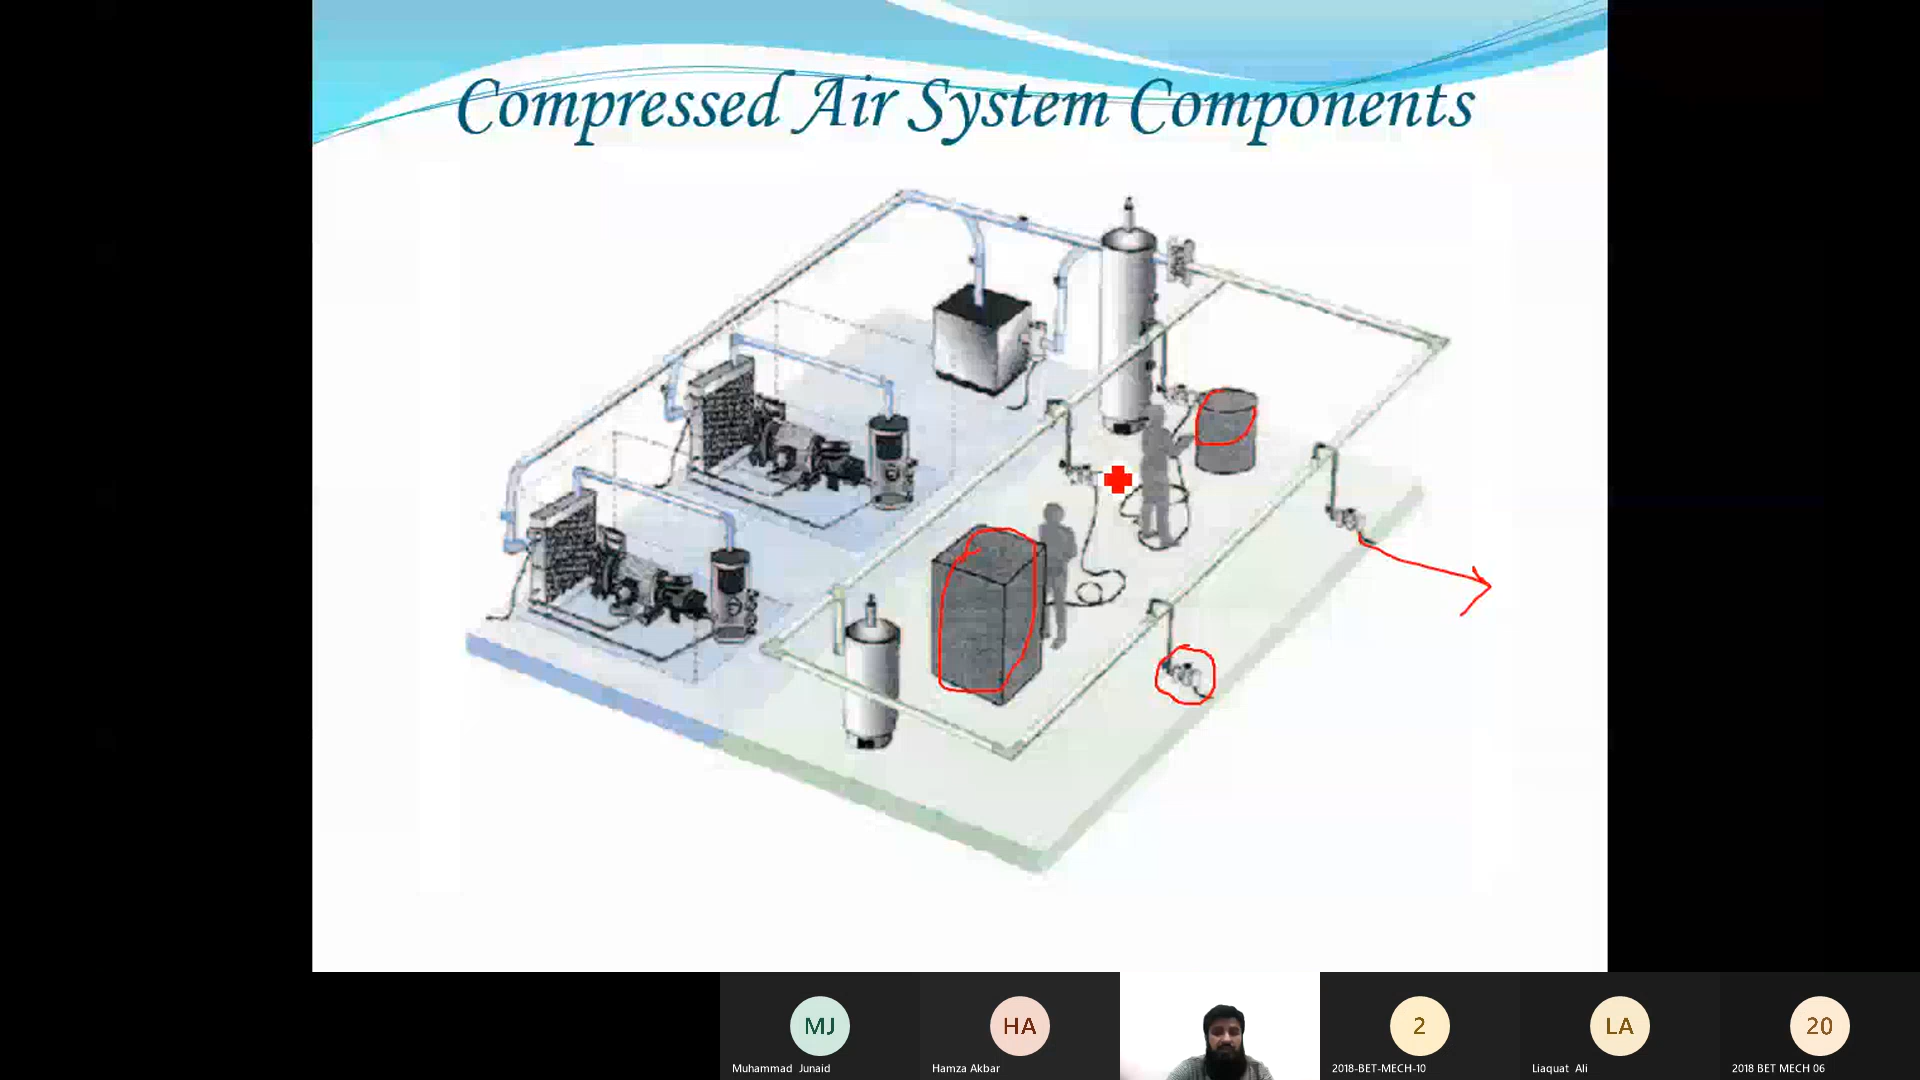 Compressed Air System Components
MJ
HA
2
LA
20
Muhammad Junaid
Hamza Akbar
2018-BET-MECH-10
Liaquat Ali
2018 BET MECH 06